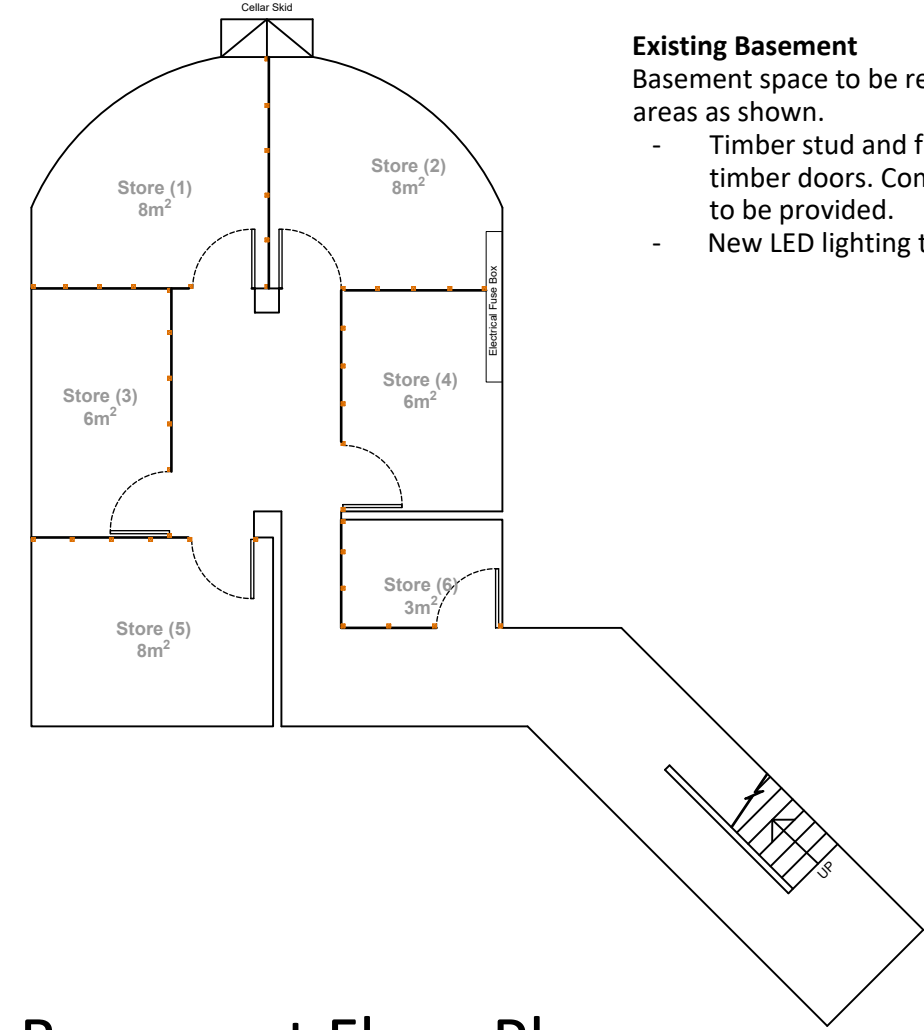 Cellar Skid
Existing Basement
Basement space to be
areas as shown.
- Timber stud and
timber doors.
to be provided.
- New LED lighting
Store (1)
8m²
Store (2)
8m²
Electrical Fuse Box
Store (3)
6m²
Store (4)
6m²
Store (5)
8m²
Store (6)
3m²
UP